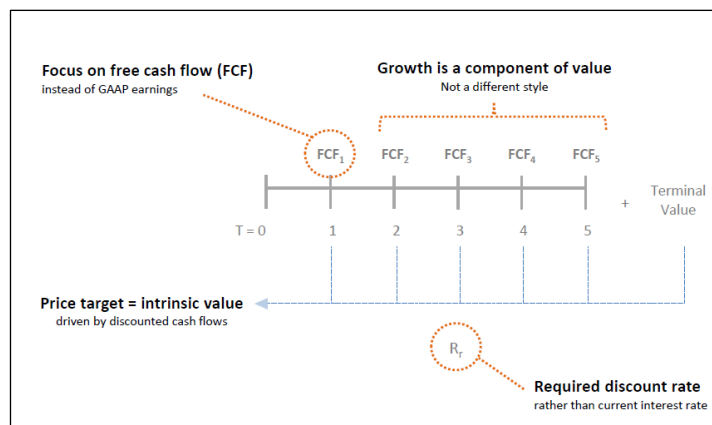 Focus on free cash flow (FCF)
instead of GAAP earnings
Growth is a component of value
Not a different style
FCF₁ FCF₂ FCF₃ FCF₄ FCF₅
+ Terminal
Value
T = 0 1 2 3 4 5
Price target = intrinsic value
driven by discounted cash flows
Rᵣ
Required discount rate
rather than current interest rate